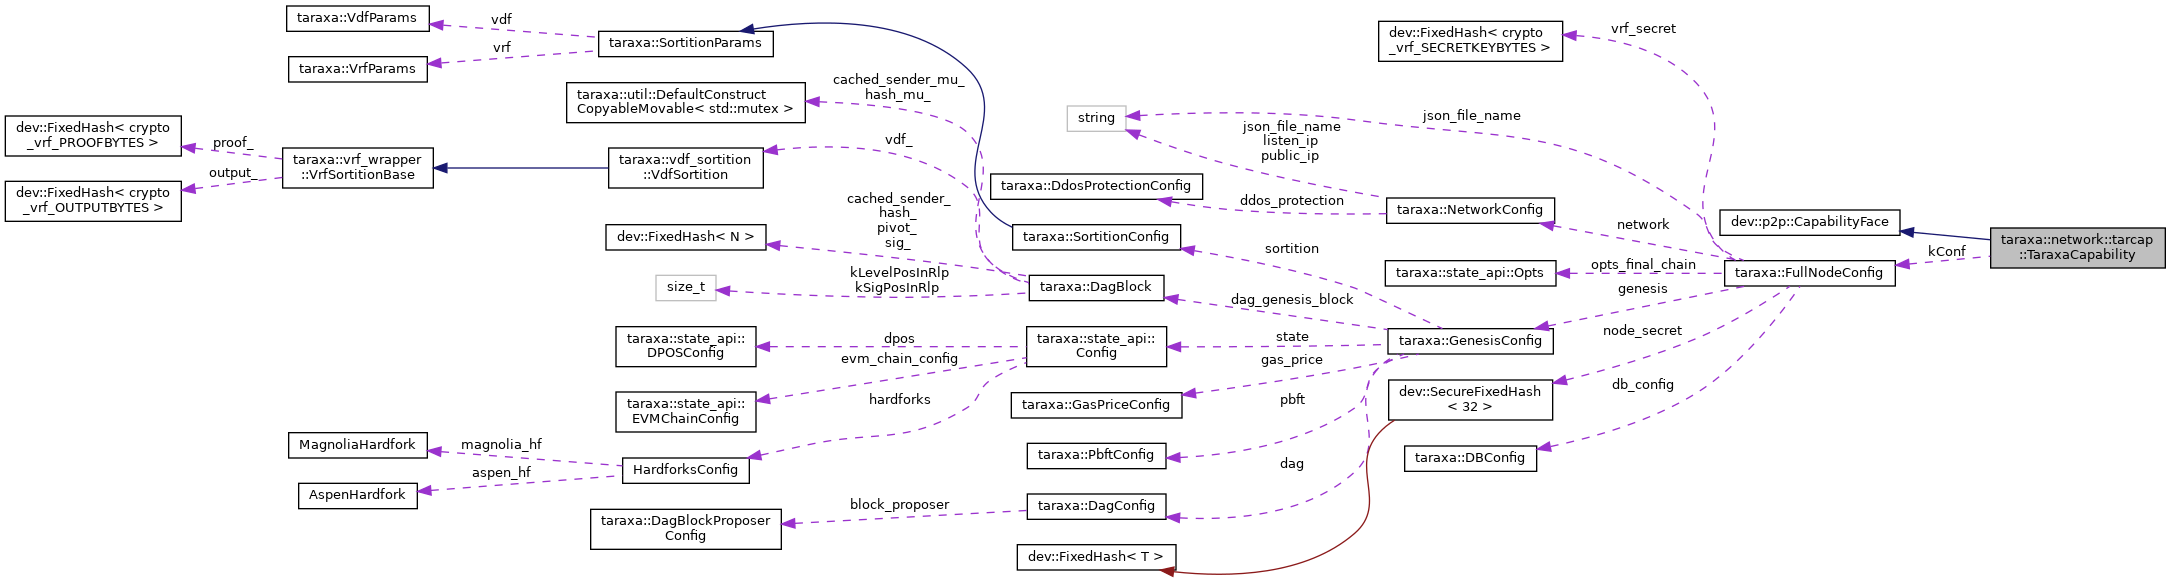 taraxa::VdfParams
vdf
taraxa::SortitionParams
vrf
taraxa::VrfParams
dev::FixedHash< crypto
_vrf_SECRETKEYBYTES >
vrf_secret
taraxa::util::DefaultConstruct
CopyableMovable< std::mutex >
cached_sender_mu_
hash_mu_
string
json_file_name
json_file_name
listen_ip
public_ip
dev::FixedHash< crypto
_vrf_PROOFBYTES >
proof_
output_
dev::FixedHash< crypto
_vrf_OUTPUTBYTES >
taraxa::vrf_wrapper
::VrfSortitionBase
taraxa::vdf_sortition
::VdfSortition
vdf_
taraxa::DdosProtectionConfig
ddos_protection
taraxa::NetworkConfig
network
dev::p2p::CapabilityFace
taraxa::network::tarcap
::TaraxaCapability
kConf
dev::FixedHash< N >
cached_sender_
hash_
pivot_
sig_
taraxa::SortitionConfig
sortition
taraxa::state_api::Opts
opts_final_chain
taraxa::FullNodeConfig
size_t
kLevelPosInRlp
kSigPosInRlp
taraxa::DagBlock
dag_genesis_block
genesis
taraxa::state_api::
DPOSConfig
dpos
taraxa::state_api::
Config
state
taraxa::GenesisConfig
node_secret
evm_chain_config
gas_price
taraxa::state_api::
EVMChainConfig
hardforks
taraxa::GasPriceConfig
pbft
dev::SecureFixedHash
< 32 >
db_config
MagnoliaHardfork
magnolia_hf
HardforksConfig
taraxa::PbftConfig
dag
taraxa::DBConfig
aspen_hf
AspenHardfork
taraxa::DagBlockProposer
Config
block_proposer
taraxa::DagConfig
dev::FixedHash< T >